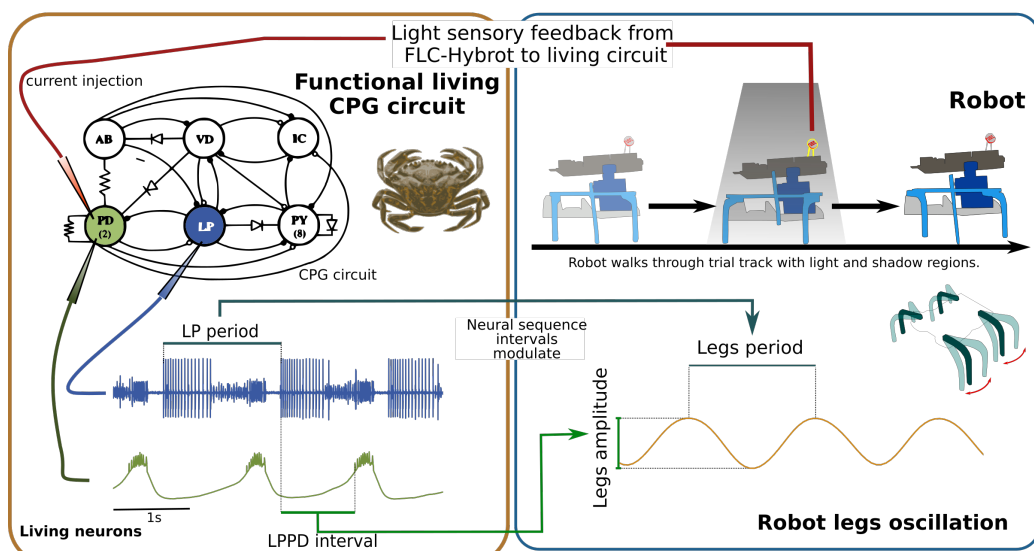 Light sensory feedback from
FLC-Hybrot to living circuit
current injection
Functional living
CPG circuit
Robot
AB
VD
IC
PD
(2)
LP
PY
(8)
CPG circuit
Robot walks through trial track with light and shadow regions.
LP period
Neural sequence
intervals
modulate
Legs period
Legs amplitude
1s
Living neurons
LPPD interval
Robot legs oscillation